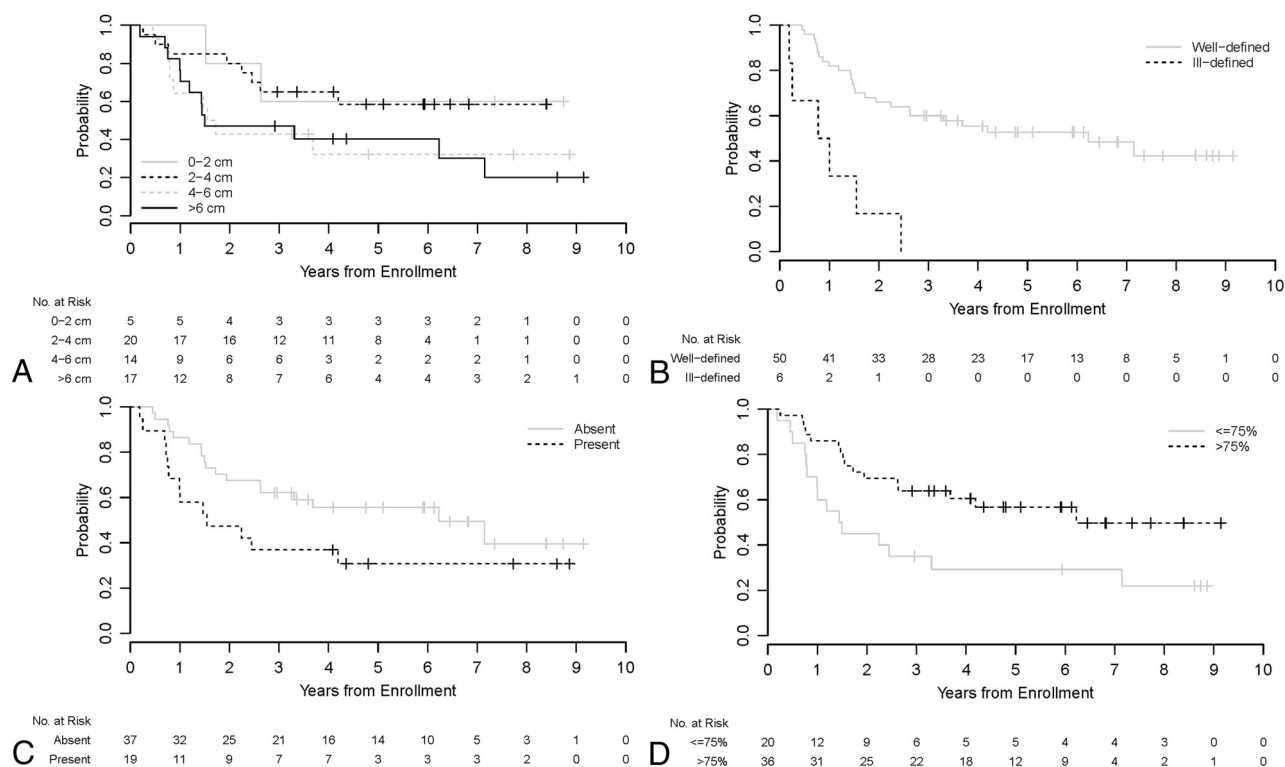 1.0
0.8
0.6
0.4
0.2
0.0
Probability
0−2 cm
2−4 cm
4−6 cm
>6 cm
0 1 2 3 4 5 6 7 8 9 10
Years from Enrollment
No. at Risk
0−2 cm 5 5 4 3 3 3 3 2 1 0 0
2−4 cm 20 17 16 12 11 8 4 1 1 0 0
4−6 cm 14 9 6 6 3 2 2 2 1 0 0
>6 cm 17 12 8 7 6 4 4 3 2 1 0
A
1.0
0.8
0.6
0.4
0.2
0.0
Probability
Well−defined
Ill−defined
0 1 2 3 4 5 6 7 8 9 10
Years from Enrollment
No. at Risk
Well−defined 50 41 33 28 23 17 13 8 5 1 0
Ill−defined 6 2 1 0 0 0 0 0 0 0 0
B
1.0
0.8
0.6
0.4
0.2
0.0
Probability
Absent
Present
0 1 2 3 4 5 6 7 8 9 10
Years from Enrollment
No. at Risk
Absent 37 32 25 21 16 14 10 5 3 1 0
Present 19 11 9 7 7 3 3 3 2 0 0
C
1.0
0.8
0.6
0.4
0.2
0.0
Probability
<=75%
>75%
0 1 2 3 4 5 6 7 8 9 10
Years from Enrollment
No. at Risk
<=75% 20 12 9 6 5 5 4 4 3 0 0
>75% 36 31 25 22 18 12 9 4 2 1 0
D